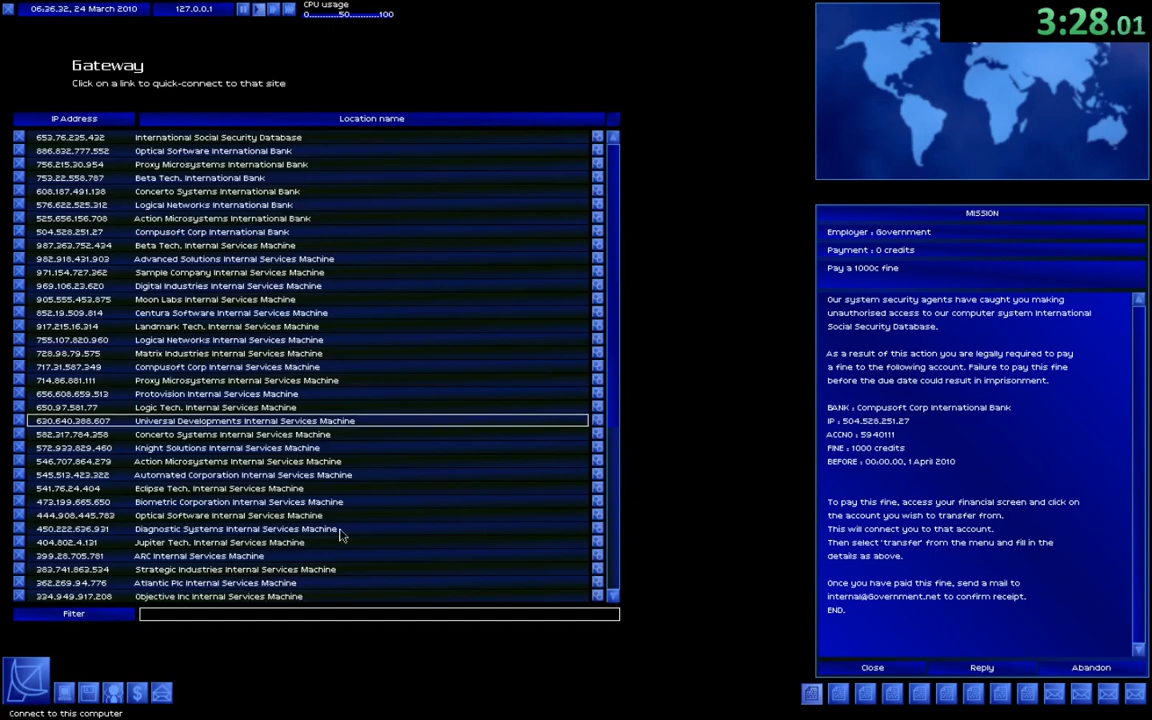 06:36.32, 24 March 2010
127.0.0.1
CPU usage
0..........50..........100
3:28.01
Gateway
Click on a link to quick-connect to that site
IP Address Location name
653.76.235.432 International Social Security Database
886.832.777.552 Optical Software International Bank
756.215.30.954 Proxy Microsystems International Bank
753.22.558.787 Beta Tech. International Bank
608.187.491.138 Concerto Systems International Bank
576.622.525.312 Logical Networks International Bank
525.656.156.708 Action Microsystems International Bank
504.528.251.27 Compusoft Corp International Bank
987.363.752.434 Beta Tech. Internal Services Machine
982.918.431.903 Advanced Solutions Internal Services Machine
971.154.727.362 Sample Company Internal Services Machine
969.106.23.620 Digital Industries Internal Services Machine
905.555.453.875 Moon Labs Internal Services Machine
852.19.509.814 Centura Software Internal Services Machine
917.215.16.314 Landmark Tech. Internal Services Machine
755.107.820.960 Logical Networks Internal Services Machine
728.98.79.575 Matrix Industries Internal Services Machine
717.31.587.349 Compusoft Corp Internal Services Machine
714.86.881.111 Proxy Microsystems Internal Services Machine
656.608.659.513 Protovision Internal Services Machine
650.97.581.77 Logic Tech. Internal Services Machine
630.640.388.607 Universal Developments Internal Services Machine
582.317.784.358 Concerto Systems Internal Services Machine
572.933.829.460 Knight Solutions Internal Services Machine
546.707.864.279 Action Microsystems Internal Services Machine
545.513.423.322 Automated Corporation Internal Services Machine
541.76.24.404 Eclipse Tech. Internal Services Machine
473.199.665.650 Biometric Corporation Internal Services Machine
444.908.445.783 Optical Software Internal Services Machine
450.222.636.931 Diagnostic Systems Internal Services Machine
404.802.4.131 Jupiter Tech. Internal Services Machine
399.28.705.781 ARC Internal Services Machine
383.741.863.534 Strategic Industries Internal Services Machine
362.269.94.776 Atlantic Plc Internal Services Machine
334.949.917.208 Objective Inc Internal Services Machine
Filter
Connect to this computer
MISSION
Employer : Government
Payment : 0 credits
Pay a 1000c fine
Our system security agents have caught you making
unauthorised access to our computer system International
Social Security Database.
As a result of this action you are legally required to pay
a fine to the following account. Failure to pay this fine
before the due date could result in imprisonment.
BANK : Compusoft Corp International Bank
IP : 504.528.251.27
ACCNO : 5940111
FINE : 1000 credits
BEFORE : 00:00.00, 1 April 2010
To pay this fine, access your financial screen and click on
the account you wish to transfer from.
This will connect you to that account.
Then select 'transfer' from the menu and fill in the
details as above.
Once you have paid this fine, send a mail to
internal@Government.net to confirm receipt.
END.
Close Reply Abandon